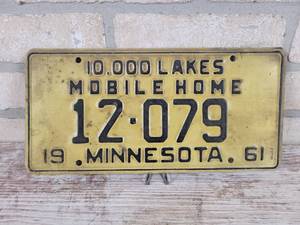 10,000 LAKES
MOBILE HOME
12·079
19 MINNESOTA 61